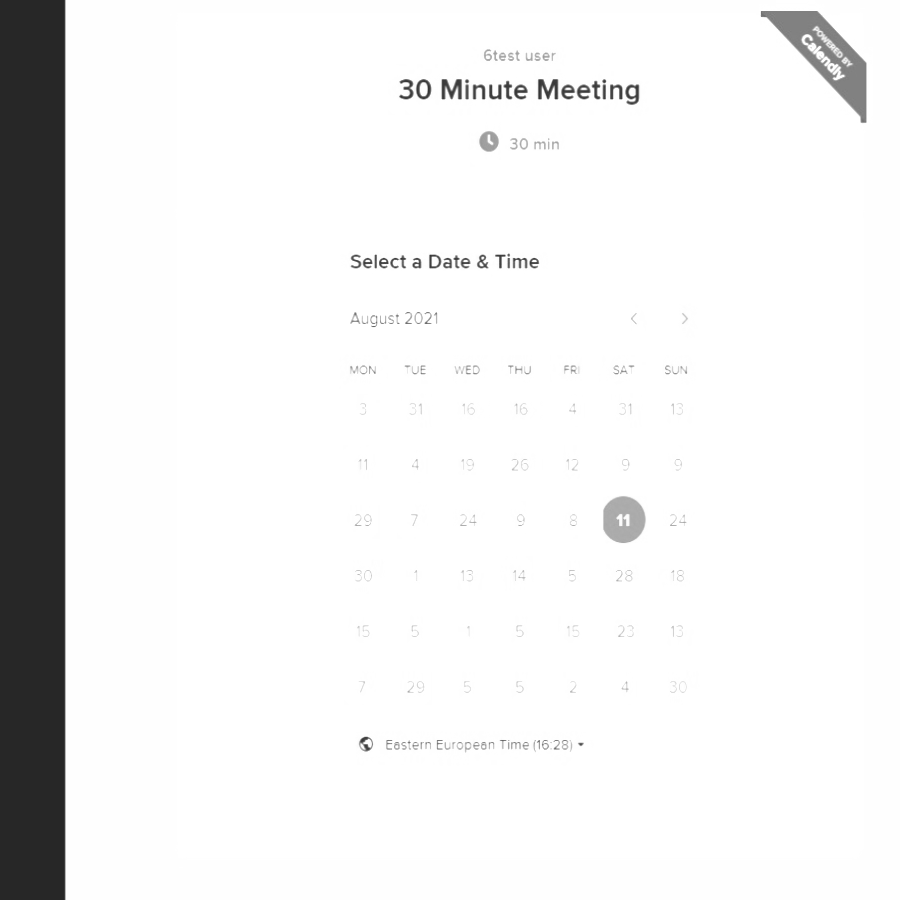 POWERED BY
Calendly
6test user
30 Minute Meeting
30 min
Select a Date & Time
August 2021
MON TUE WED THU FRI SAT SUN
3 31 16 16 4 31 13
11 4 19 26 12 9 9
29 7 24 9 8 11 24
30 1 13 14 5 28 18
15 5 1 5 15 23 13
7 29 5 5 2 4 30
Eastern European Time (16:28)